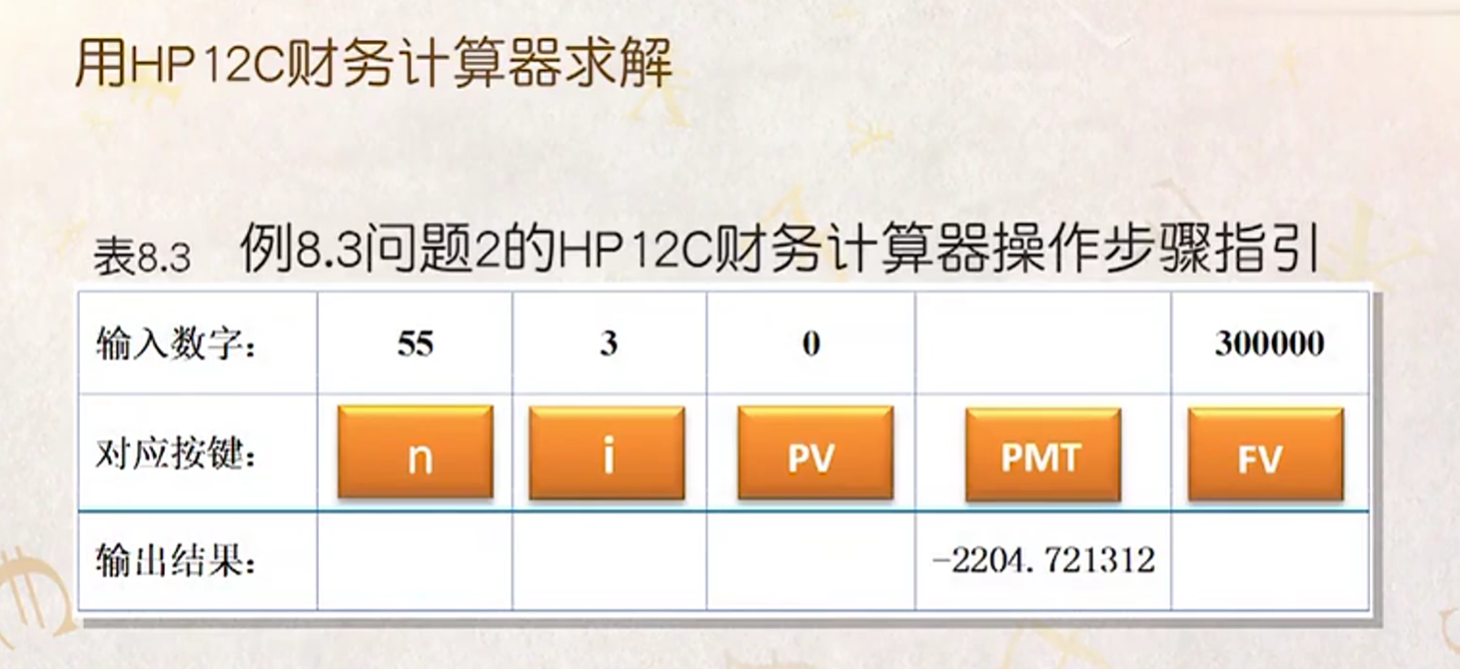 用HP12C财务计算器求解
表8.3 例8.3问题2的HP12C财务计算器操作步骤指引
输入数字： 55 3 0 300000
对应按键： n i PV PMT FV
输出结果： -2204.721312